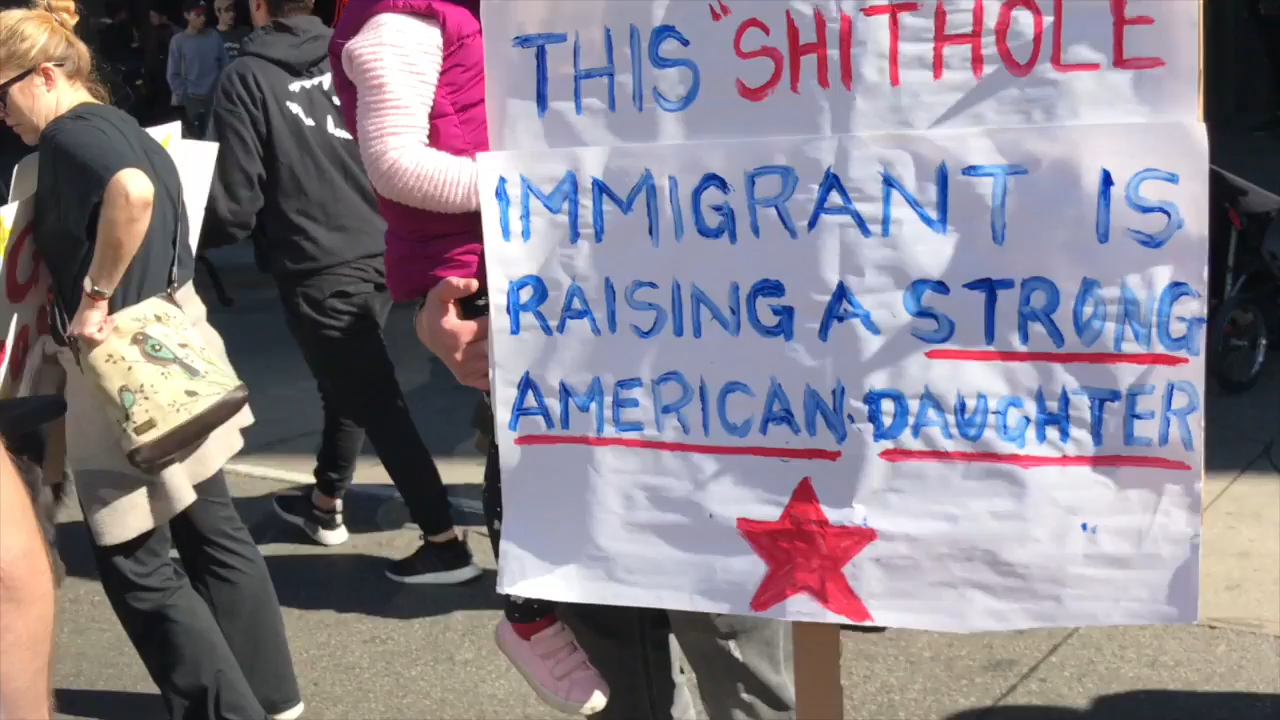 THIS "SHITHOLE
IMMIGRANT IS
RAISING A STRONG
AMERICAN DAUGHTER
"